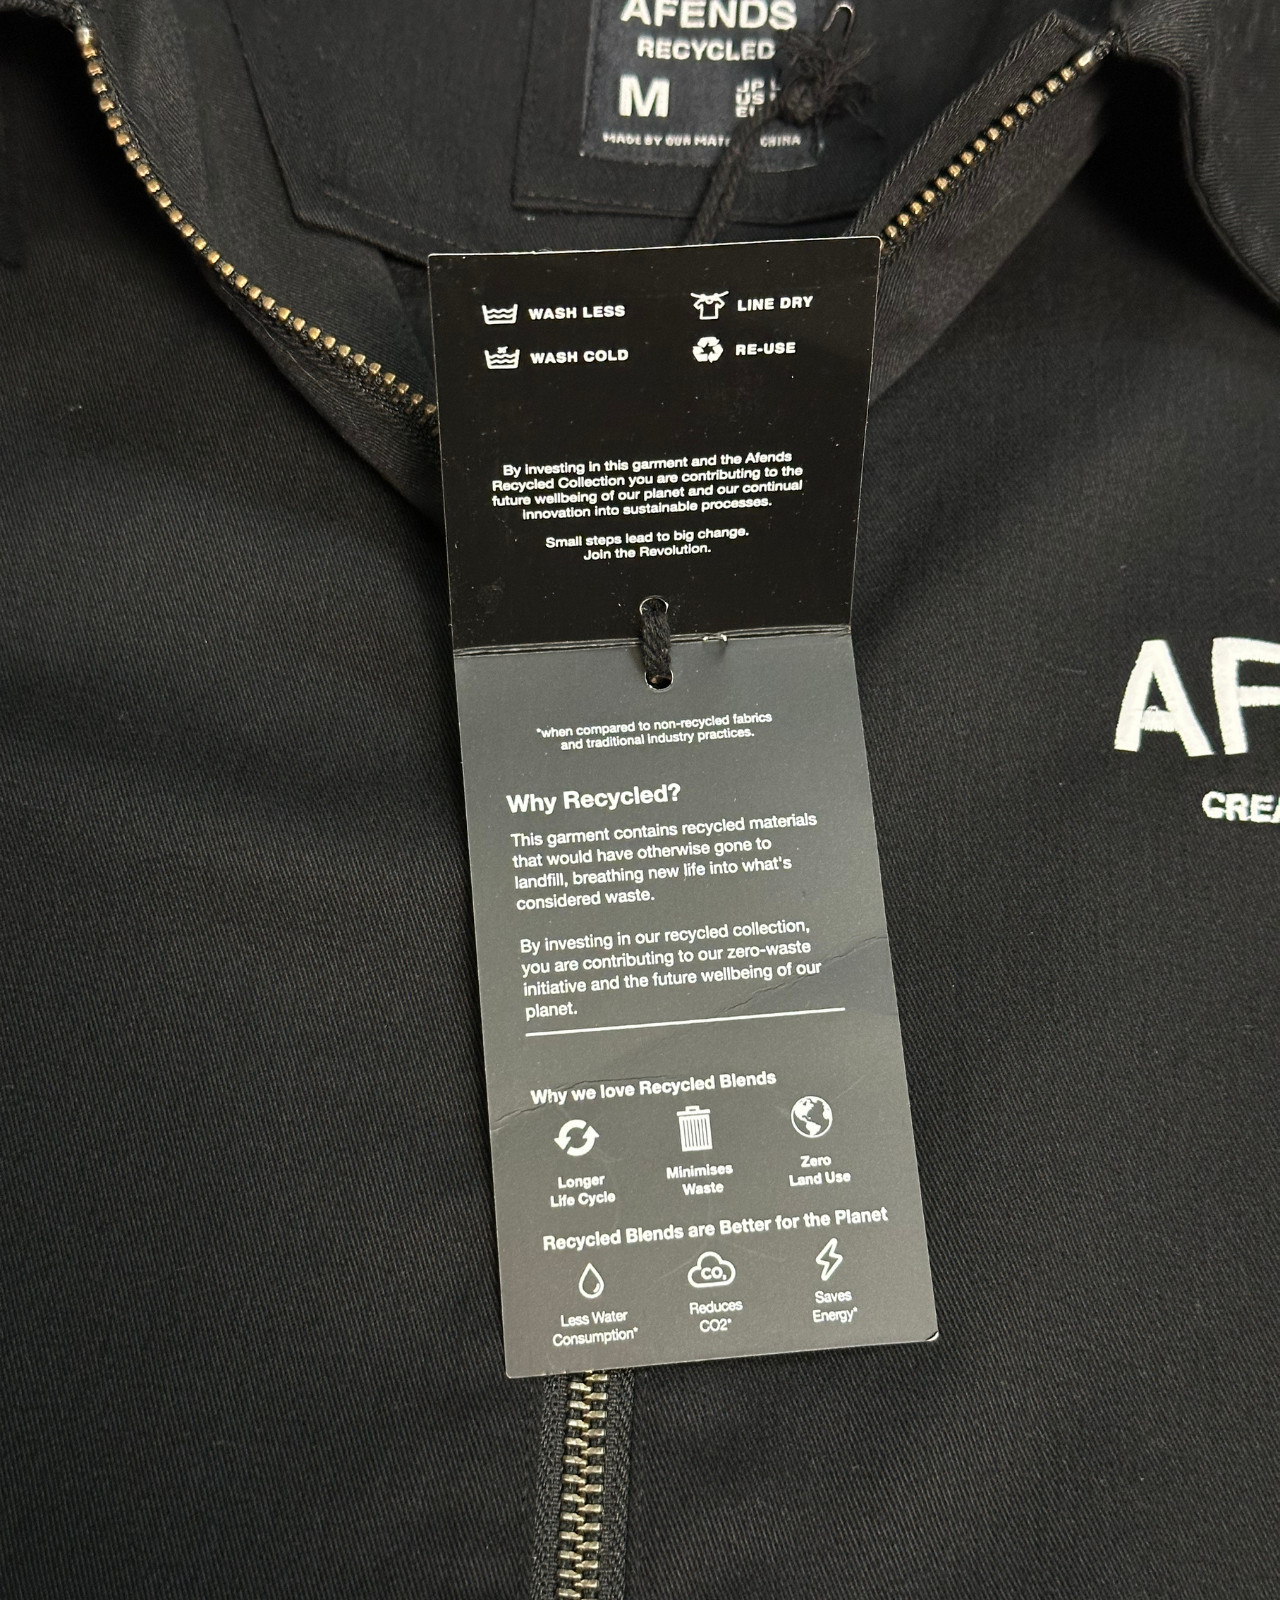 AFENDS
RECYCLED
M
JP
US
MADE BY OUR CHINA
WASH LESS
LINE DRY
WASH COLD
RE-USE
By investing in this garment and the Afends
Recycled Collection you are contributing to the
future wellbeing of our planet and our continual
innovation into sustainable processes.
Small steps lead to big change.
Join the Revolution.
*when compared to non-recycled fabrics
and traditional industry practices.
Why Recycled?
This garment contains recycled materials
that would have otherwise gone to
landfill, breathing new life into what's
considered waste.
By investing in our recycled collection,
you are contributing to our zero-waste
initiative and the future wellbeing of our
planet.
Why we love Recycled Blends
Longer
Life Cycle
Minimises
Waste
Zero
Land Use
Recycled Blends are Better for the Planet
CO2
Less Water
Consumption*
Reduces
CO2*
Saves
Energy*
AF
CREA